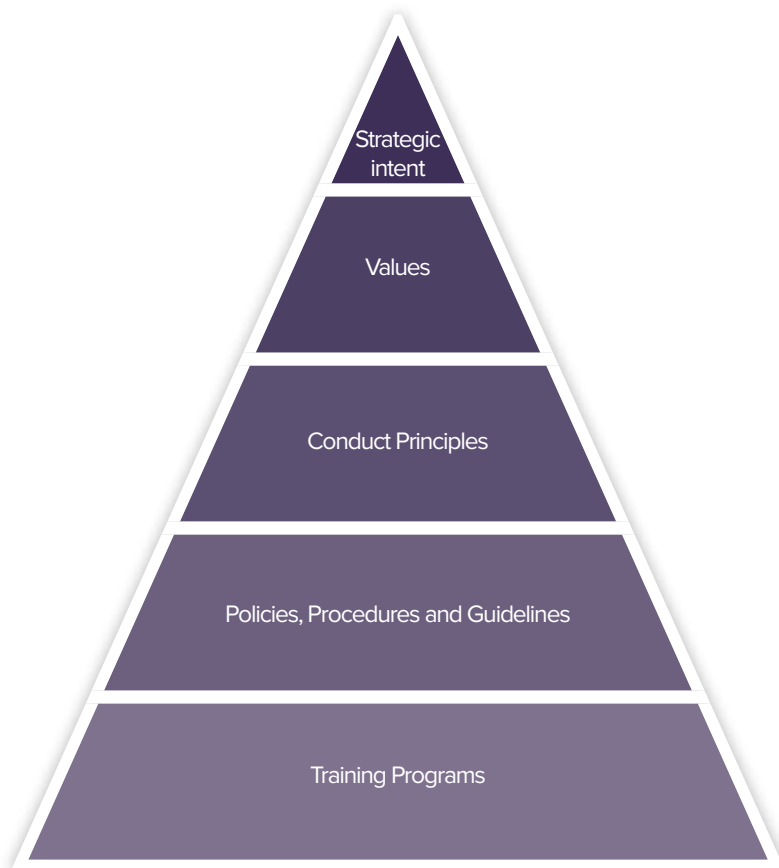 Strategic
intent
Values
Conduct Principles
Policies, Procedures and Guidelines
Training Programs